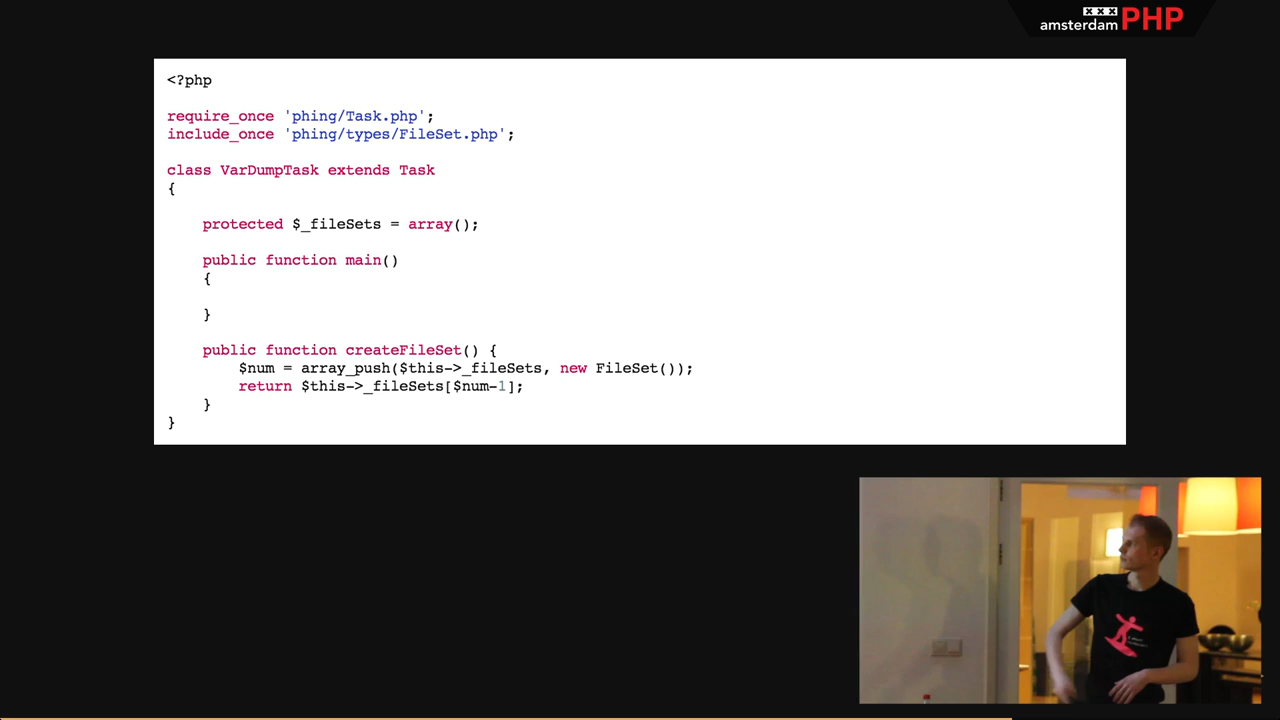 xxx
amsterdamPHP
<?php
require_once 'phing/Task.php';
include_once 'phing/types/FileSet.php';
class VarDumpTask extends Task
{
    protected $_fileSets = array();
    public function main()
    {
    }
    public function createFileSet() {
        $num = array_push($this->_fileSets, new FileSet());
        return $this->_fileSets[$num-1];
    }
}